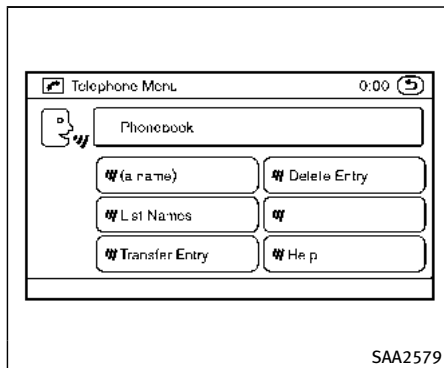 Telephone Menu 0:00
Phonebook
(a name) Delete Entry
List Names
Transfer Entry Help
SAA2579